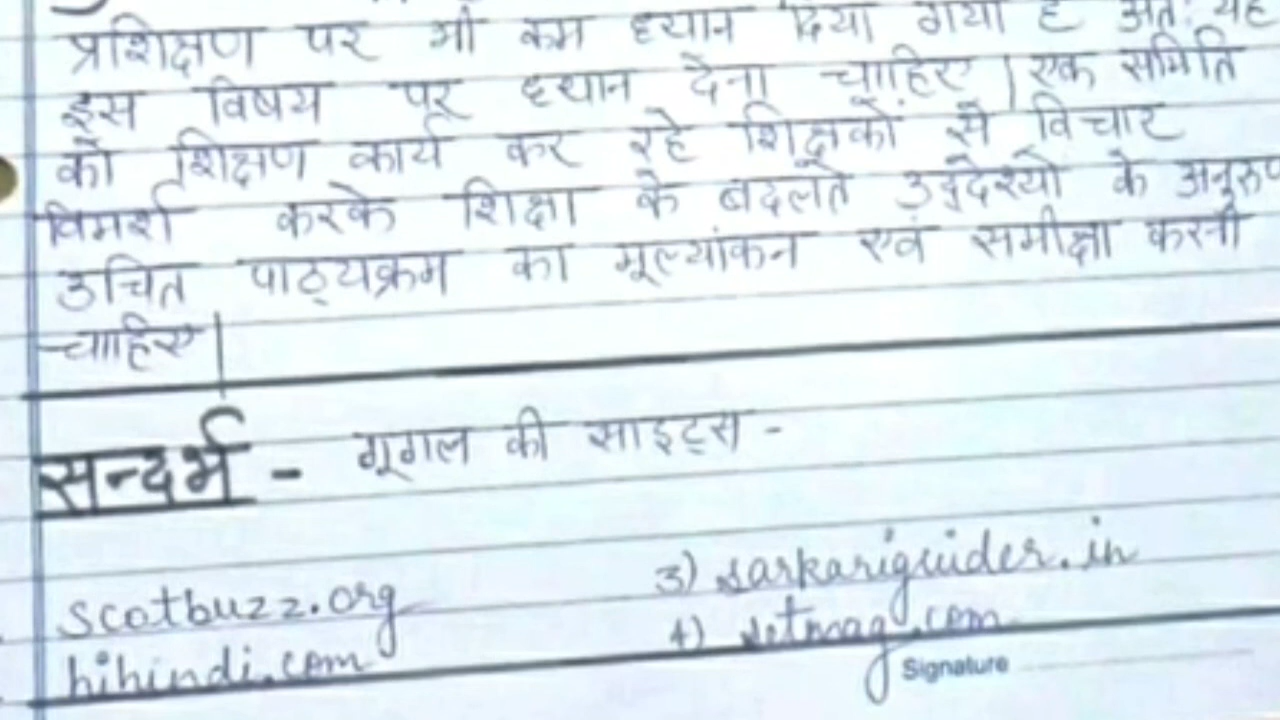 प्रशिक्षण पर भी कम ध्यान दिया गया है अतः यह
इस विषय पर ध्यान देना चाहिए। एक समिति
को शिक्षण कार्य कर रहे शिक्षकों से विचार
विमर्श करके शिक्षा के बदलते उद्देश्यों के अनुरुप
उचित पाठ्यक्रम का मूल्यांकन एवं समीक्षा करनी
चाहिए।
सन्दर्भ - गूगल की साइट्स -
scotbuzz.org
hihindi.com
3) sarkariguider.in
4) setmag.com
Signature